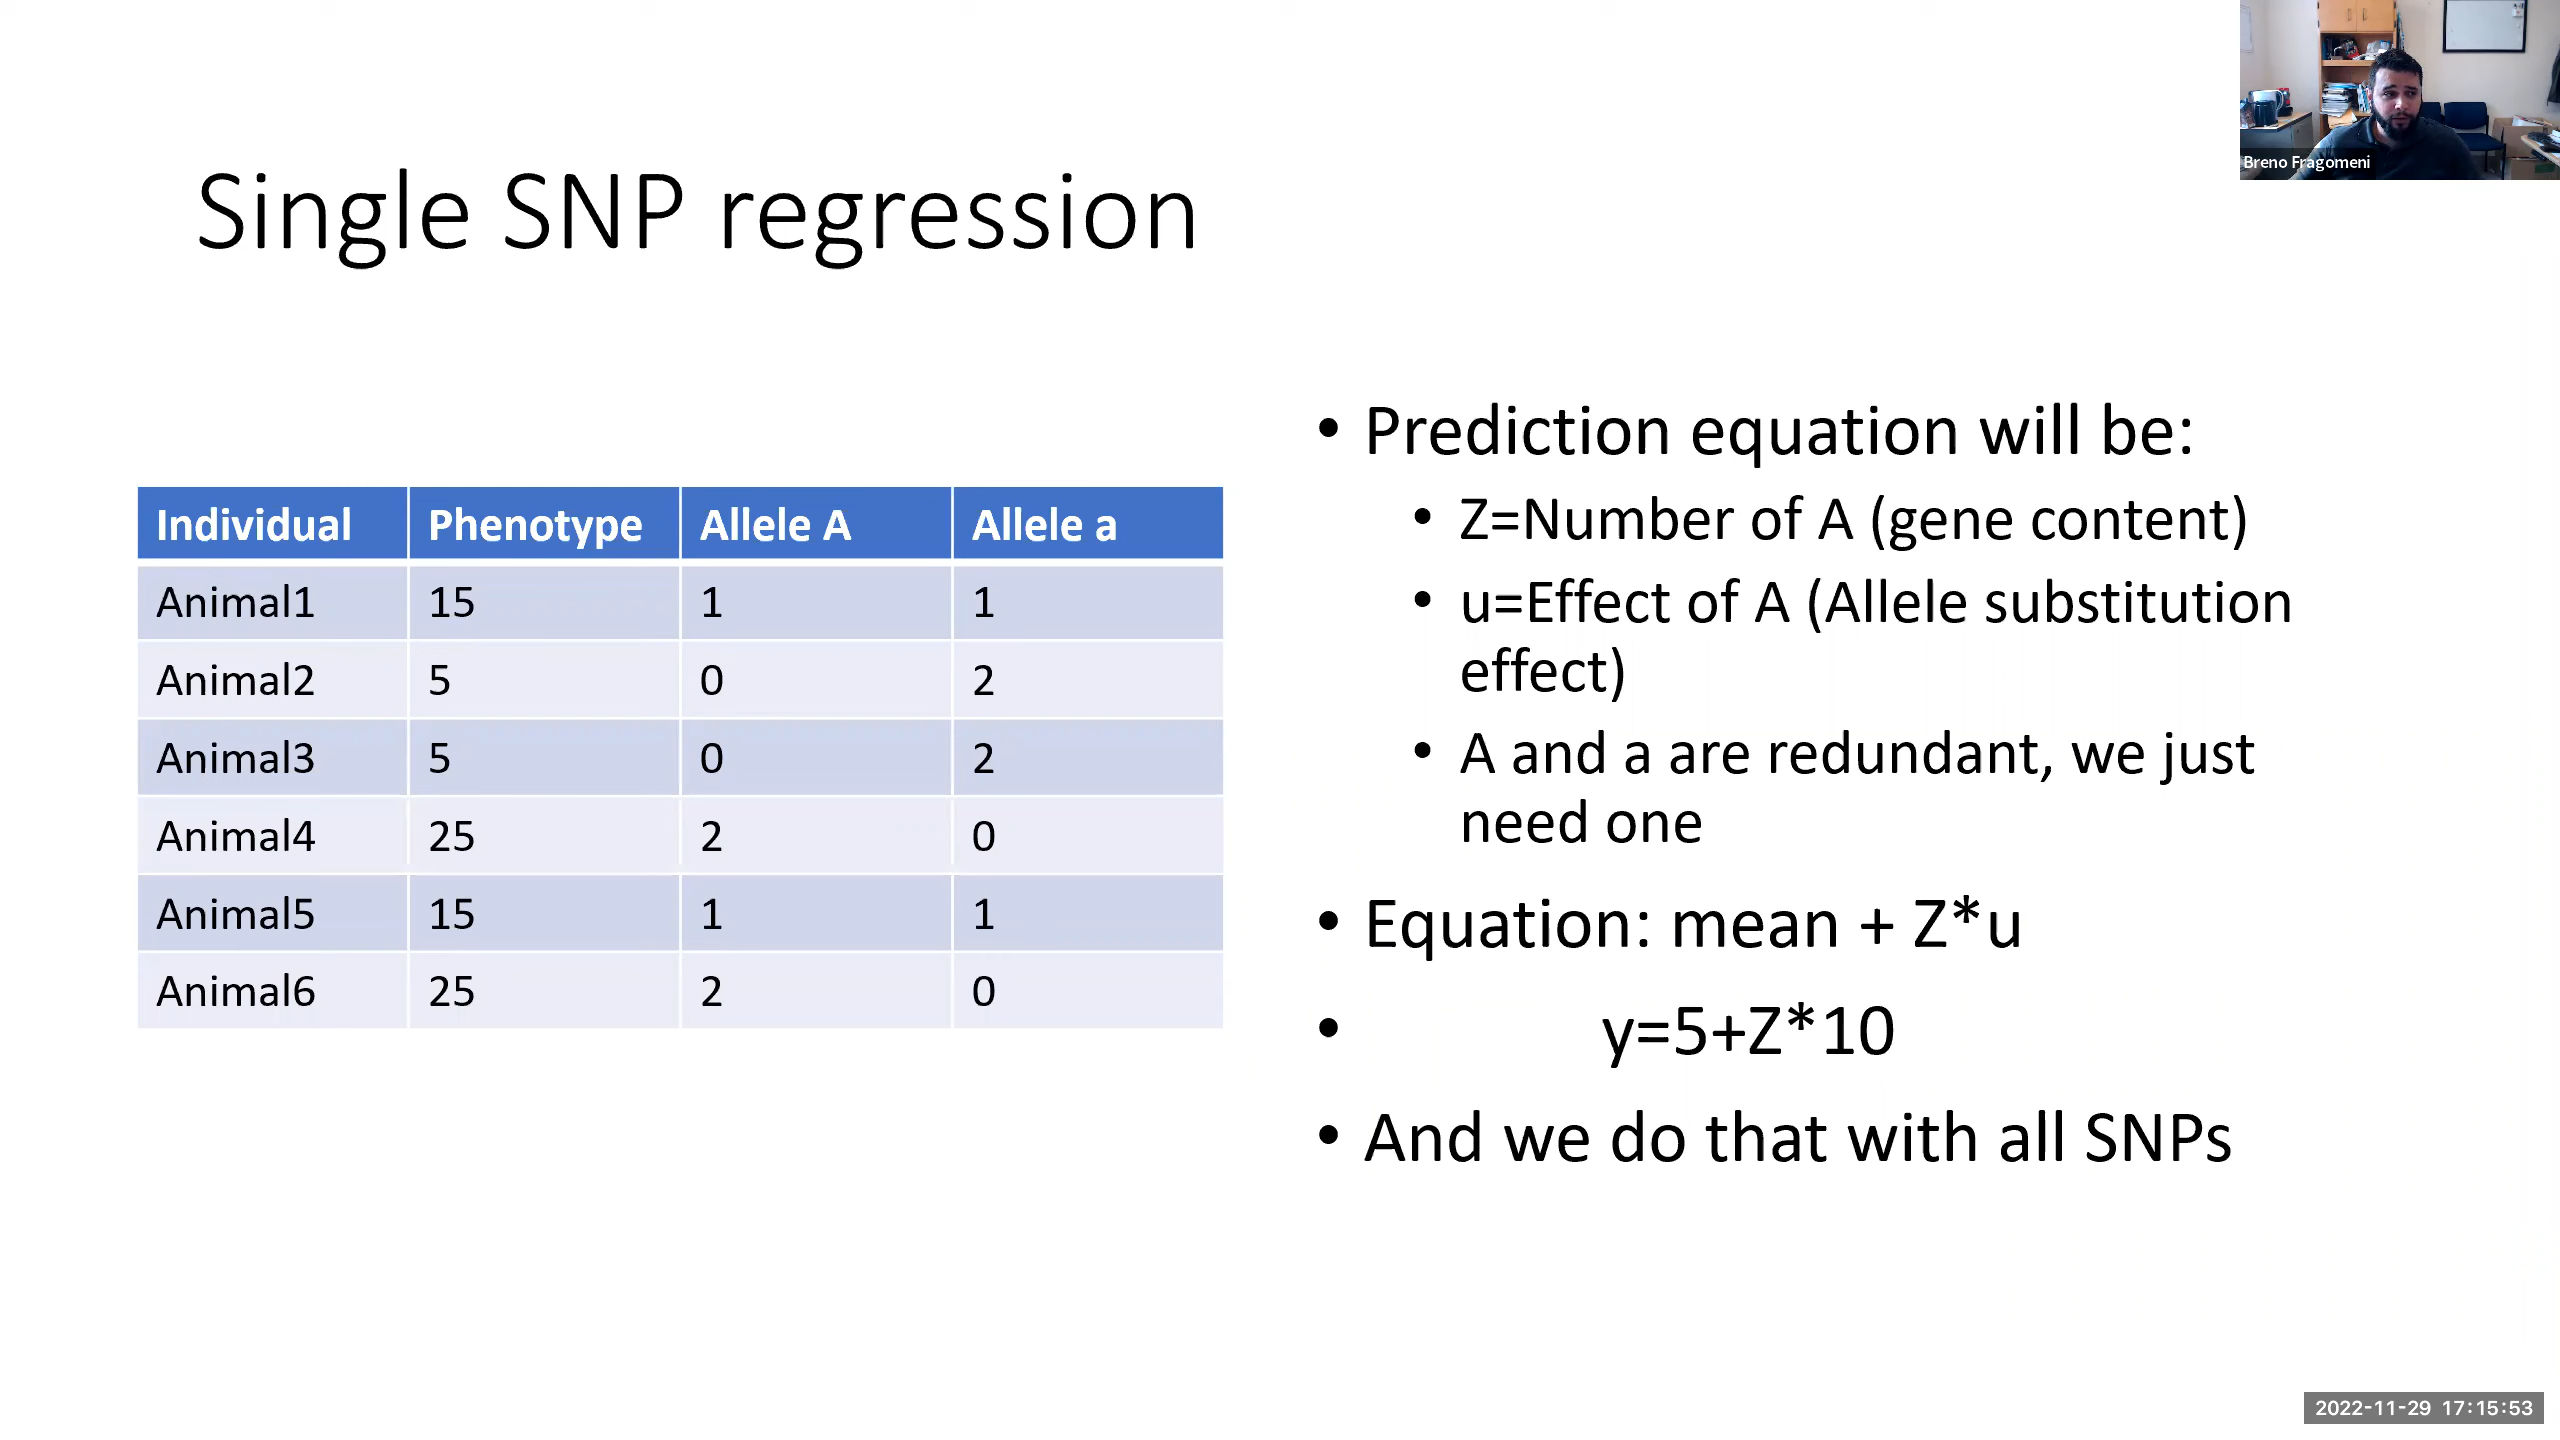 Breno Fragomeni
Single SNP regression
Individual Phenotype Allele A Allele a
Animal1 15 1 1
Animal2 5 0 2
Animal3 5 0 2
Animal4 25 2 0
Animal5 15 1 1
Animal6 25 2 0
• Prediction equation will be:
• Z=Number of A (gene content)
• u=Effect of A (Allele substitution
effect)
• A and a are redundant, we just
need one
• Equation: mean + Z*u
• y=5+Z*10
• And we do that with all SNPs
2022-11-29 17:15:53